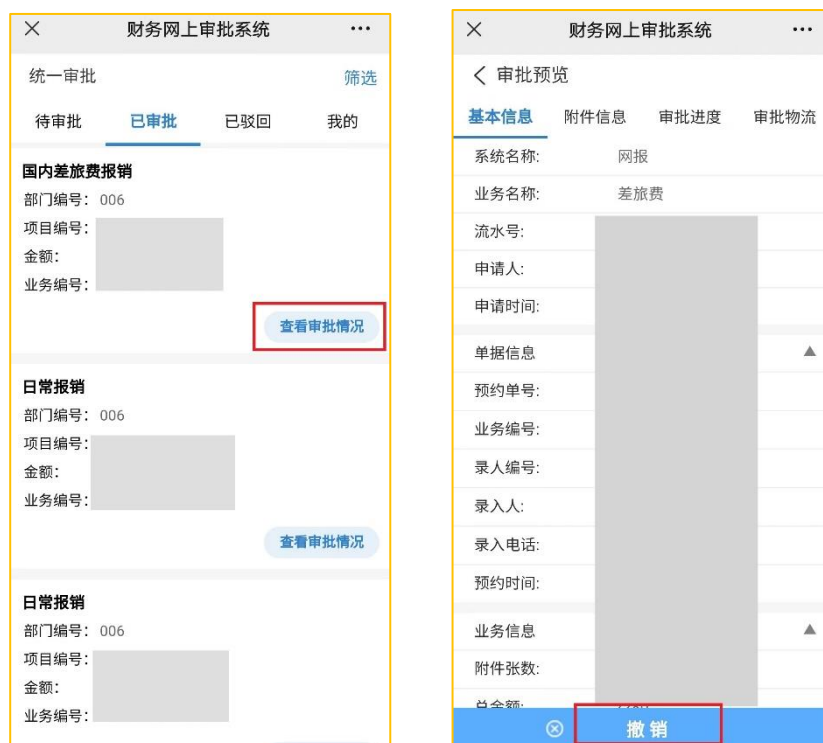 财务网上审批系统
统一审批 筛选
待审批 已审批 已驳回 我的
国内差旅费报销
部门编号: 006
项目编号:
金额:
业务编号:
查看审批情况
日常报销
部门编号: 006
项目编号:
金额:
业务编号:
查看审批情况
日常报销
部门编号: 006
项目编号:
金额:
业务编号:
财务网上审批系统
审批预览
基本信息 附件信息 审批进度 审批物流
系统名称: 网报
业务名称: 差旅费
流水号:
申请人:
申请时间:
单据信息
预约单号:
业务编号:
录人编号:
录入人:
录入电话:
预约时间:
业务信息
附件张数:
总金额:
撤销